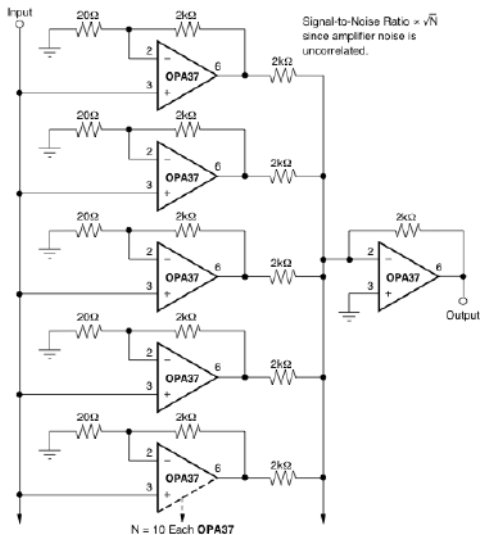 Input
20Ω
2kΩ
Signal-to-Noise Ratio ∝ √N
since amplifier noise is
uncorrelated.
2
−
OPA37
6
2kΩ
3
+
20Ω
2kΩ
2
−
OPA37
6
2kΩ
3
+
20Ω
2kΩ
2
−
OPA37
6
2kΩ
3
+
2kΩ
2
−
OPA37
6
3
+
Output
20Ω
2kΩ
2
−
OPA37
6
2kΩ
3
+
20Ω
2kΩ
2
−
OPA37
6
2kΩ
3
+
N = 10 Each OPA37